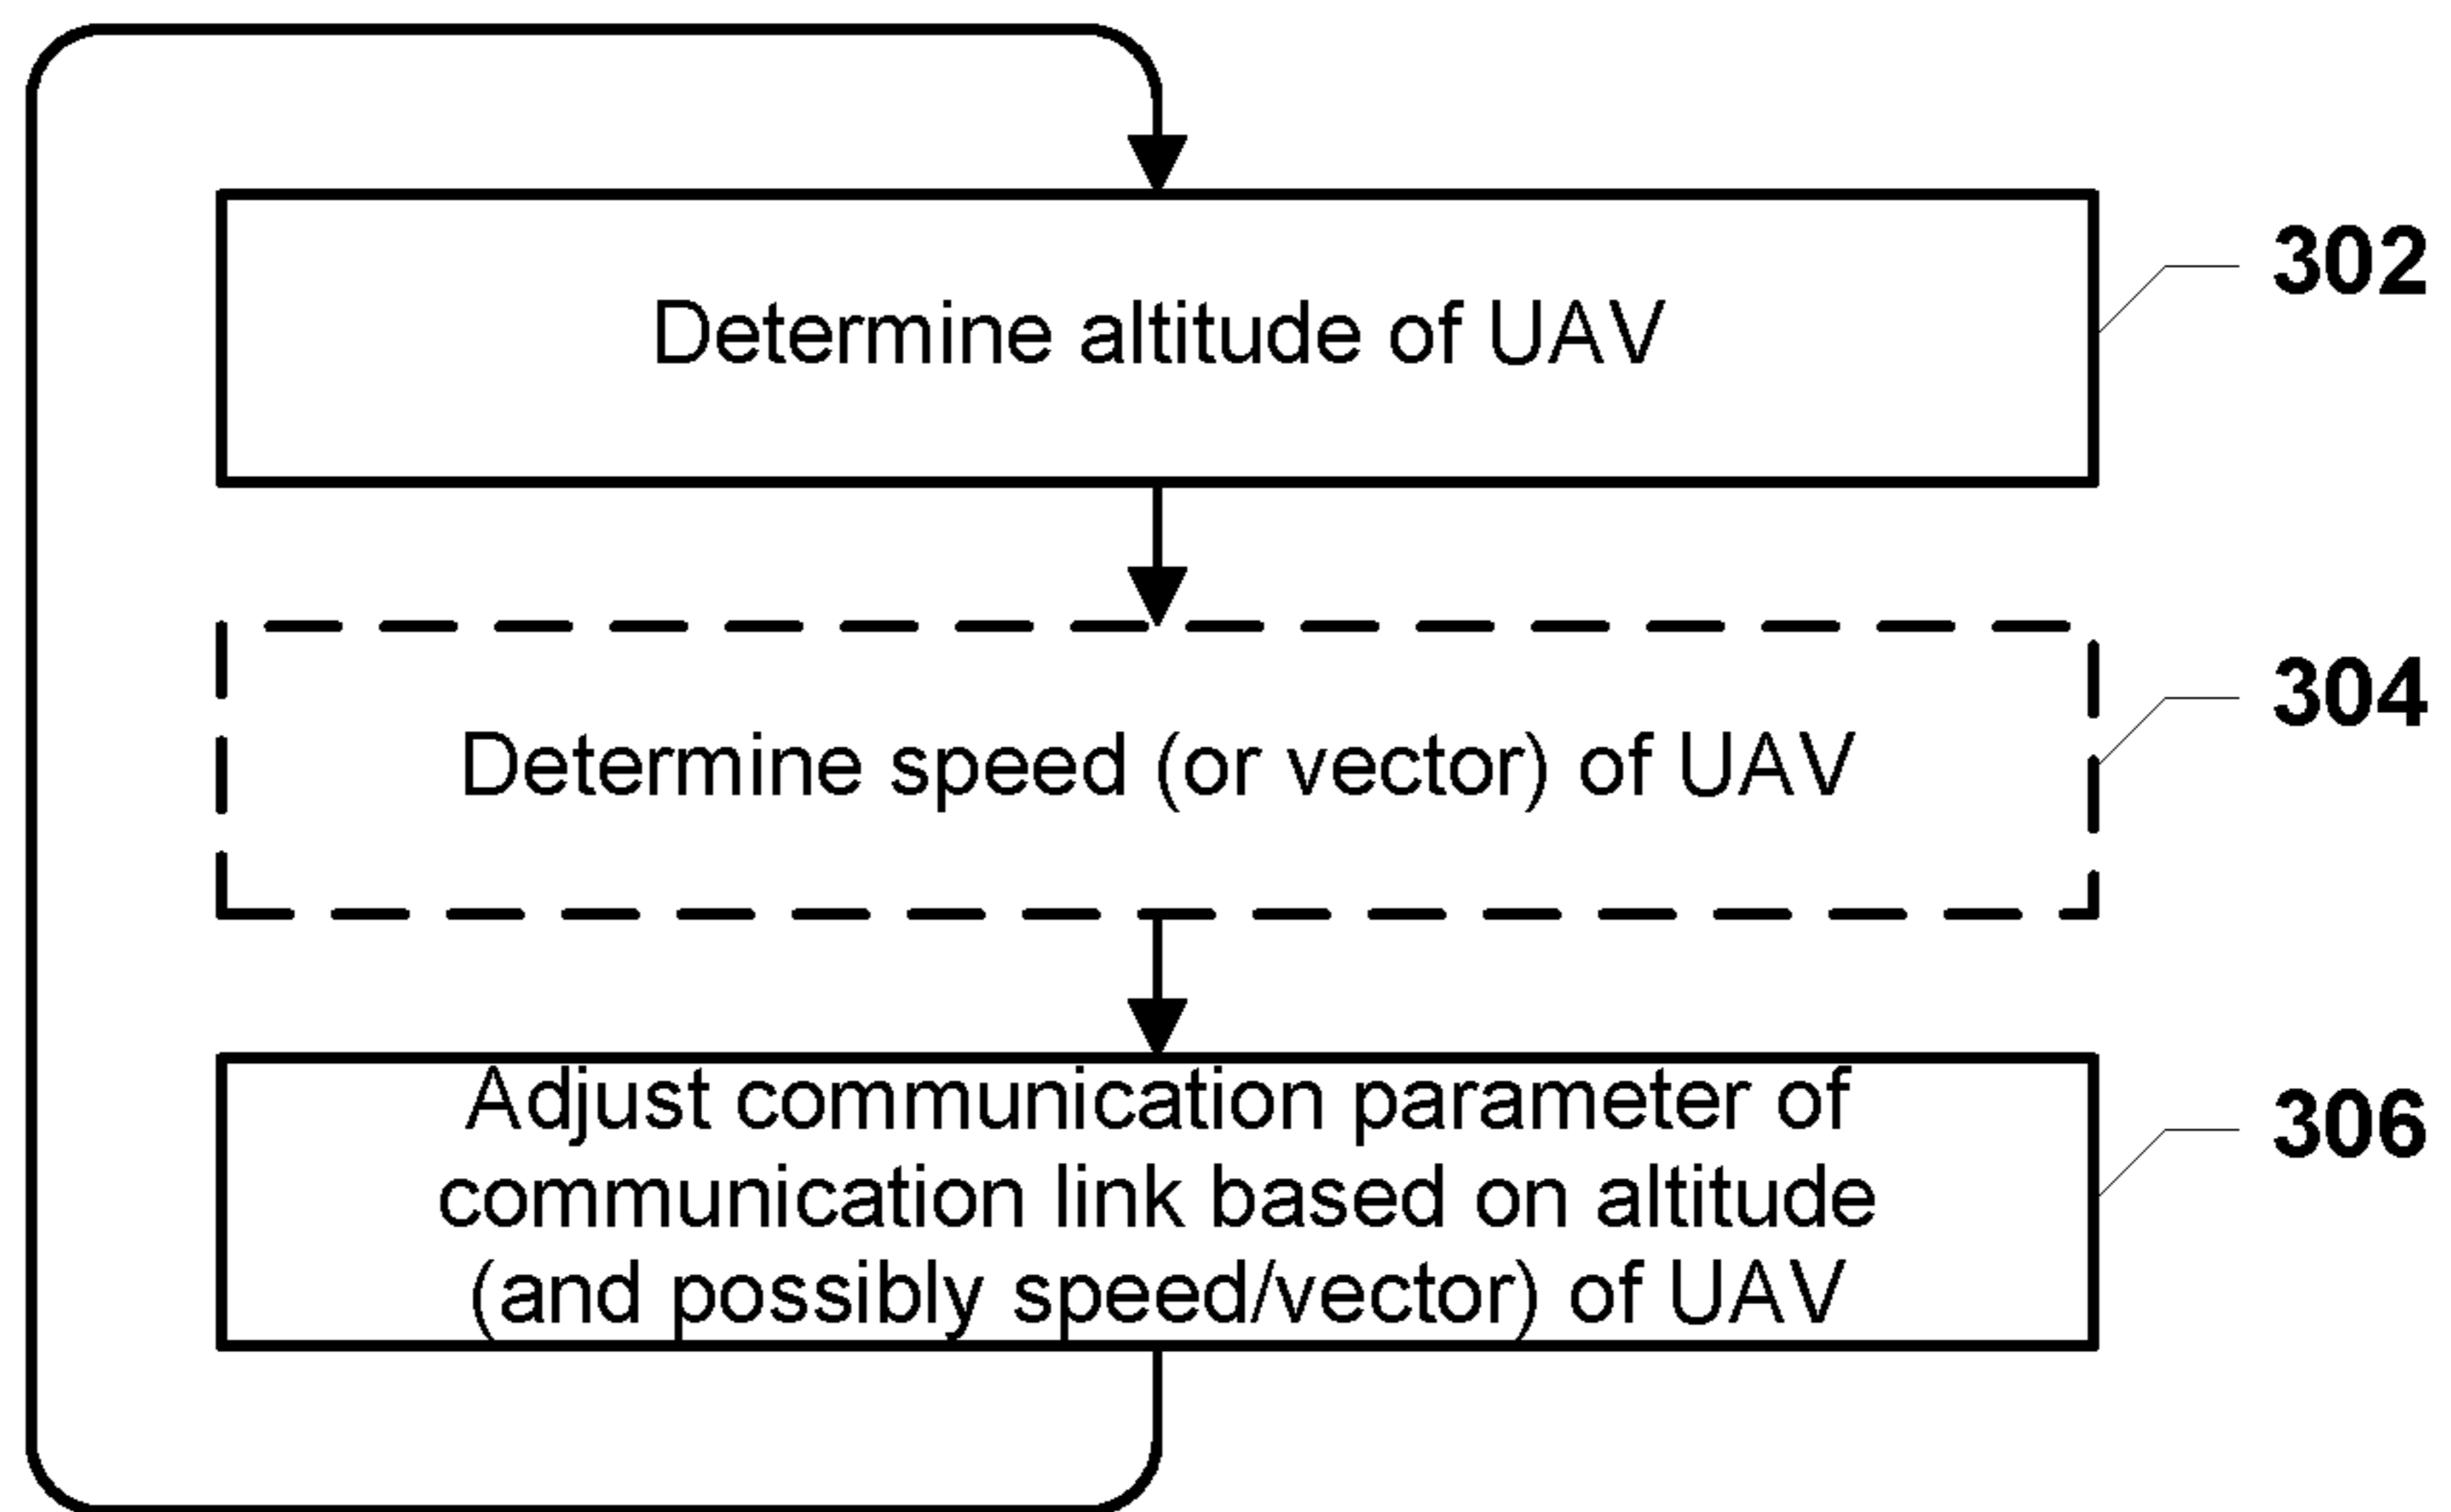 Determine altitude of UAV
302
Determine speed (or vector) of UAV
304
Adjust communication parameter of
communication link based on altitude
(and possibly speed/vector) of UAV
306